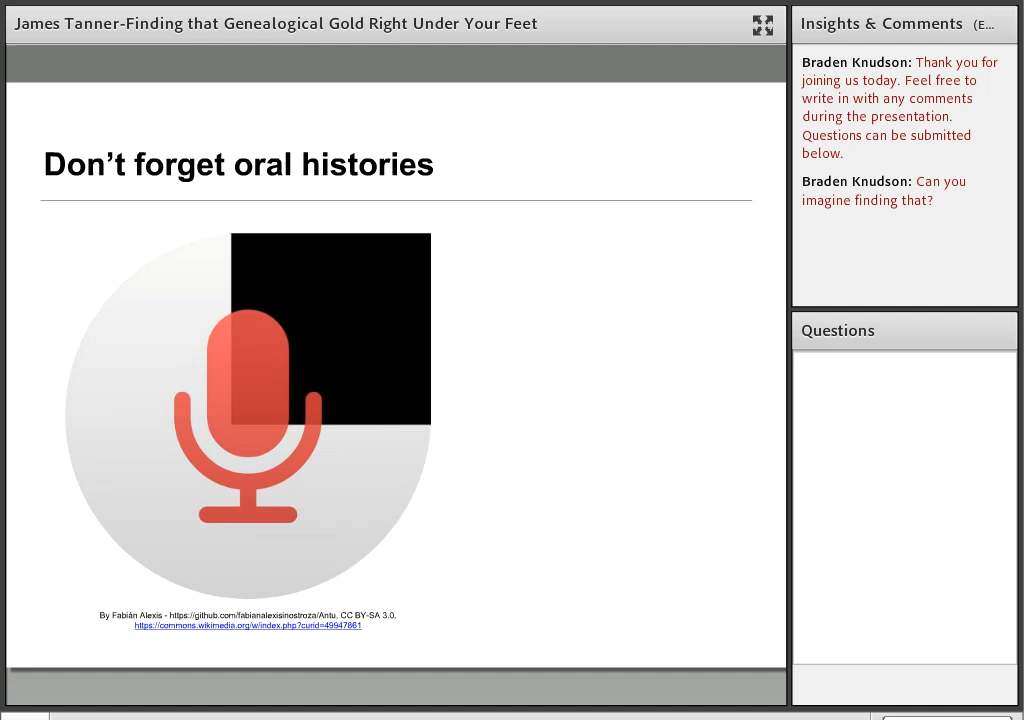 James Tanner-Finding that Genealogical Gold Right Under Your Feet
Don’t forget oral histories
By Fabián Alexis - https://github.com/fabianalexisinostroza/Antu, CC BY-SA 3.0,
https://commons.wikimedia.org/w/index.php?curid=49947861
Insights & Comments (E...
Braden Knudson: Thank you for
joining us today. Feel free to
write in with any comments
during the presentation.
Questions can be submitted
below.
Braden Knudson: Can you
imagine finding that?
Questions